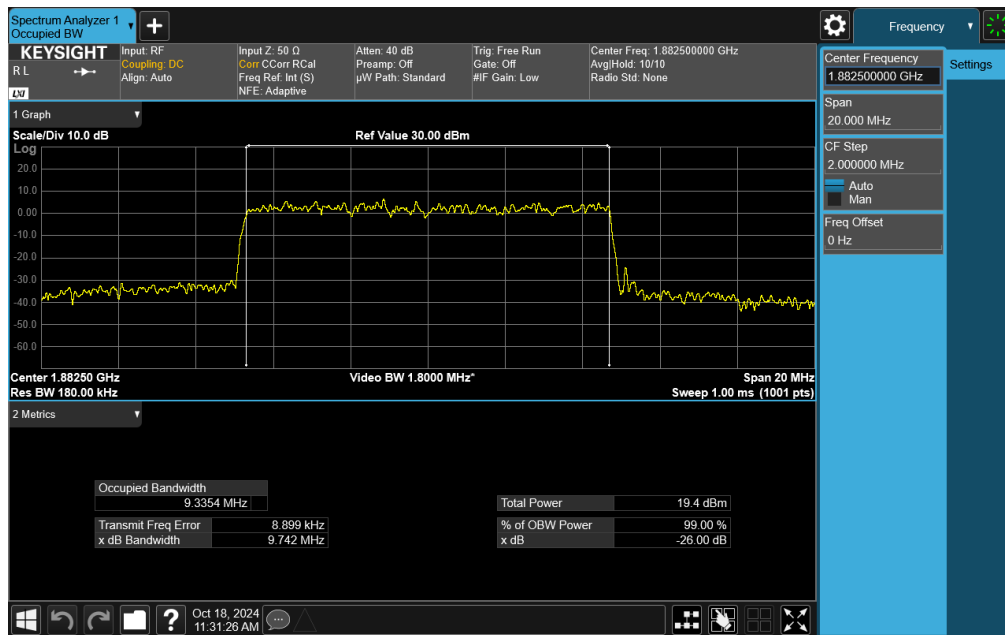 Spectrum Analyzer 1
Occupied BW
Frequency
KEYSIGHT
R L
LXI
Input: RF
Coupling: DC
Align: Auto
Input Z: 50 Ω
Corr CCorr RCal
Freq Ref: Int (S)
NFE: Adaptive
Atten: 40 dB
Preamp: Off
µW Path: Standard
Trig: Free Run
Gate: Off
#IF Gain: Low
Center Freq: 1.882500000 GHz
Avg|Hold: 10/10
Radio Std: None
Center Frequency
1.882500000 GHz
Settings
Span
20.000 MHz
CF Step
2.000000 MHz
Auto
Man
Freq Offset
0 Hz
1 Graph
Scale/Div 10.0 dB
Ref Value 30.00 dBm
Log
20.0
10.0
0.00
-10.0
-20.0
-30.0
-40.0
-50.0
-60.0
Center 1.88250 GHz
Video BW 1.8000 MHz*
Span 20 MHz
Res BW 180.00 kHz
Sweep 1.00 ms (1001 pts)
2 Metrics
Occupied Bandwidth
9.3354 MHz
Total Power 19.4 dBm
Transmit Freq Error 8.899 kHz
% of OBW Power 99.00 %
x dB Bandwidth 9.742 MHz
x dB -26.00 dB
?
Oct 18, 2024
11:31:26 AM